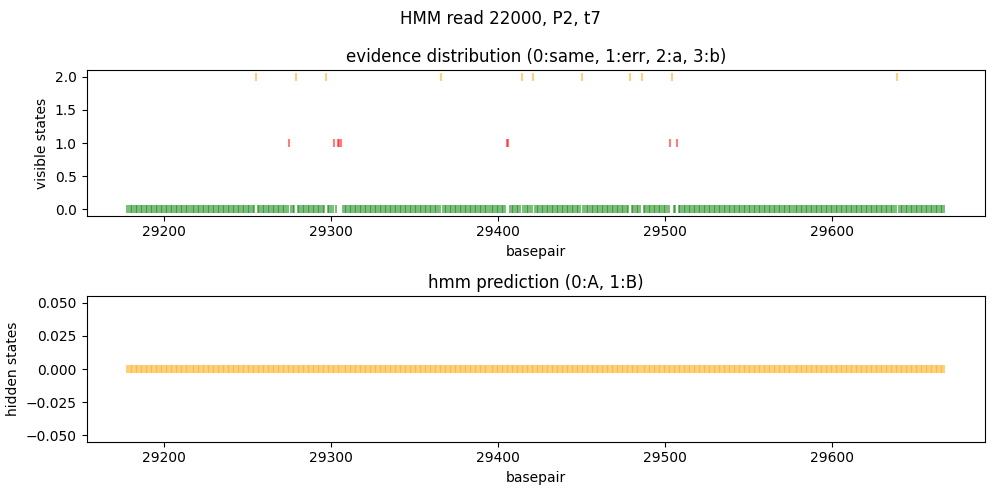 HMM read 22000, P2, t7
evidence distribution (0:same, 1:err, 2:a, 3:b)
visible states
2.0
1.5
1.0
0.5
0.0
29200 29300 29400 29500 29600
basepair
hmm prediction (0:A, 1:B)
hidden states
0.050
0.025
0.000
−0.025
−0.050
29200 29300 29400 29500 29600
basepair